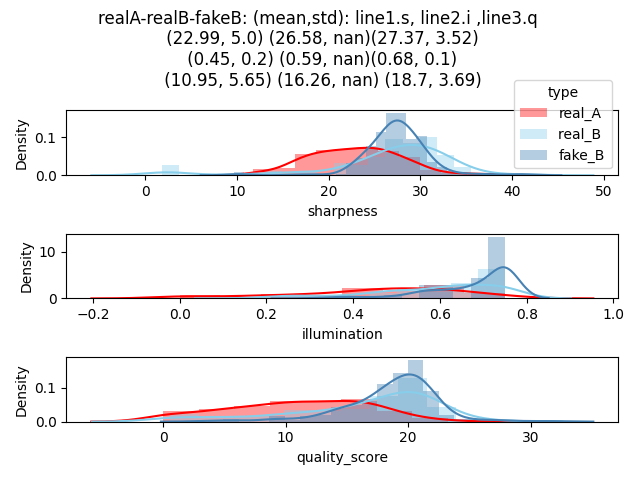 realA-realB-fakeB: (mean,std): line1.s, line2.i ,line3.q
(22.99, 5.0) (26.58, nan)(27.37, 3.52)
(0.45, 0.2) (0.59, nan)(0.68, 0.1)
(10.95, 5.65) (16.26, nan) (18.7, 3.69)
type
real_A
real_B
fake_B
Density
0.1
0.0
0 10 20 30 40 50
sharpness
Density
10
0
−0.2 0.0 0.2 0.4 0.6 0.8 1.0
illumination
Density
0.1
0.0
0 10 20 30
quality_score